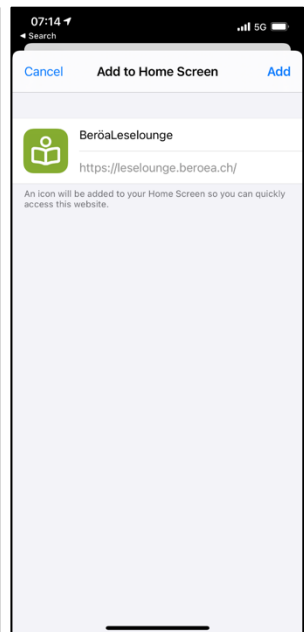 07:14
5G
◀ Search
Cancel Add to Home Screen Add
BeröaLeselounge
https://leselounge.beroea.ch/
An icon will be added to your Home Screen so you can quickly
access this website.